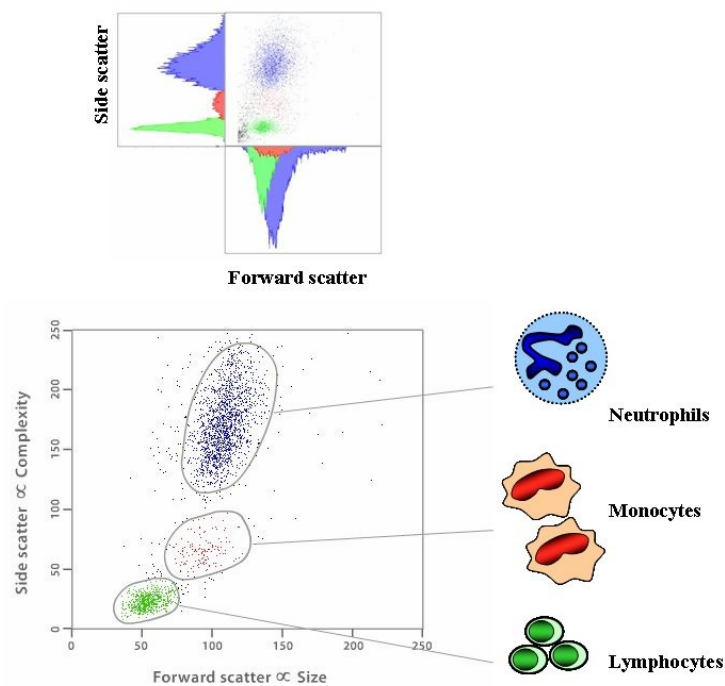 Side scatter
Forward scatter
Side scatter ∝ Complexity
250
200
150
100
50
0
0
50
100
150
200
250
Forward scatter ∝ Size
Neutrophils
Monocytes
Lymphocytes